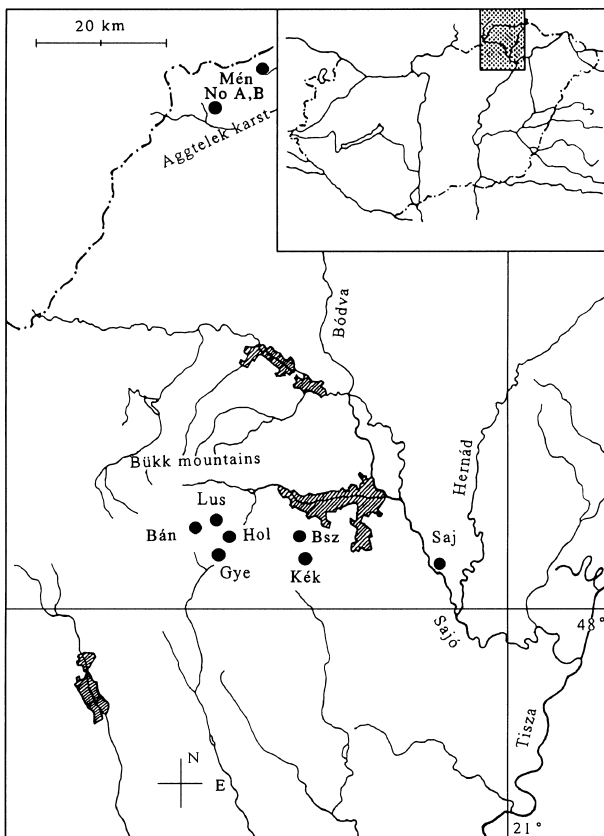 20 km
Mén
No A,B
Aggtelek karst
Bódva
Hernád
Bükk mountains
Lus
Bán
Hol
Bsz
Saj
Gye
Kék
48°
Sajó
Tisza
N
E
21°